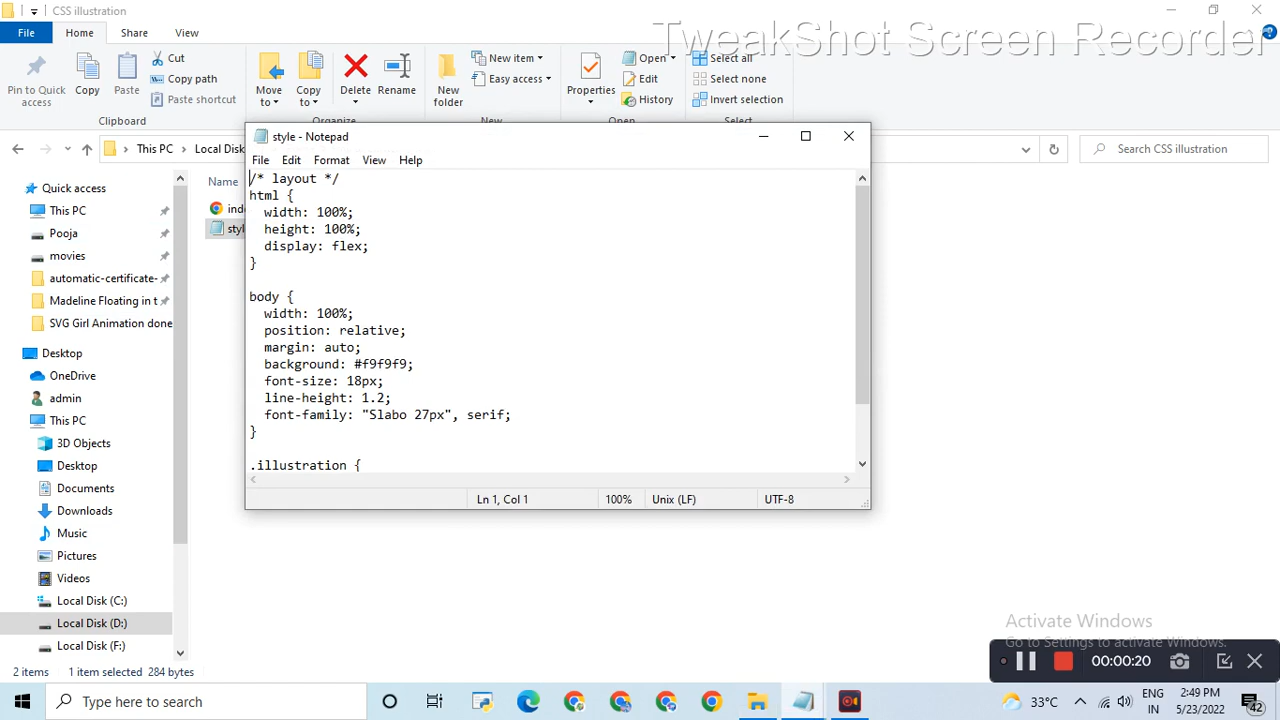 CSS illustration
TweakShot Screen Recorder
File Home Share View
Pin to Quick access
Copy
Paste
Cut
Copy path
Paste shortcut
Clipboard
Move to
Copy to
Delete
Rename
Organize
New folder
New item
Easy access
New
Properties
Open
Edit
History
Open
Select all
Select none
Invert selection
Select
This PC
Local Disk
Search CSS illustration
Name
Quick access
This PC
Pooja
movies
automatic-certificate-
Madeline Floating in t
SVG Girl Animation done
Desktop
OneDrive
admin
This PC
3D Objects
Desktop
Documents
Downloads
Music
Pictures
Videos
Local Disk (C:)
Local Disk (D:)
Local Disk (F:)
2 items 1 item selected 284 bytes
style - Notepad
File Edit Format View Help
/* layout */
html {
width: 100%;
height: 100%;
display: flex;
}
body {
width: 100%;
position: relative;
margin: auto;
background: #f9f9f9;
font-size: 18px;
line-height: 1.2;
font-family: "Slabo 27px", serif;
}
.illustration {
Ln 1, Col 1 100% Unix (LF) UTF-8
Activate Windows
Go to Settings to activate Windows.
00:00:20
Type here to search
33°C
ENG
IN
2:49 PM
5/23/2022
42